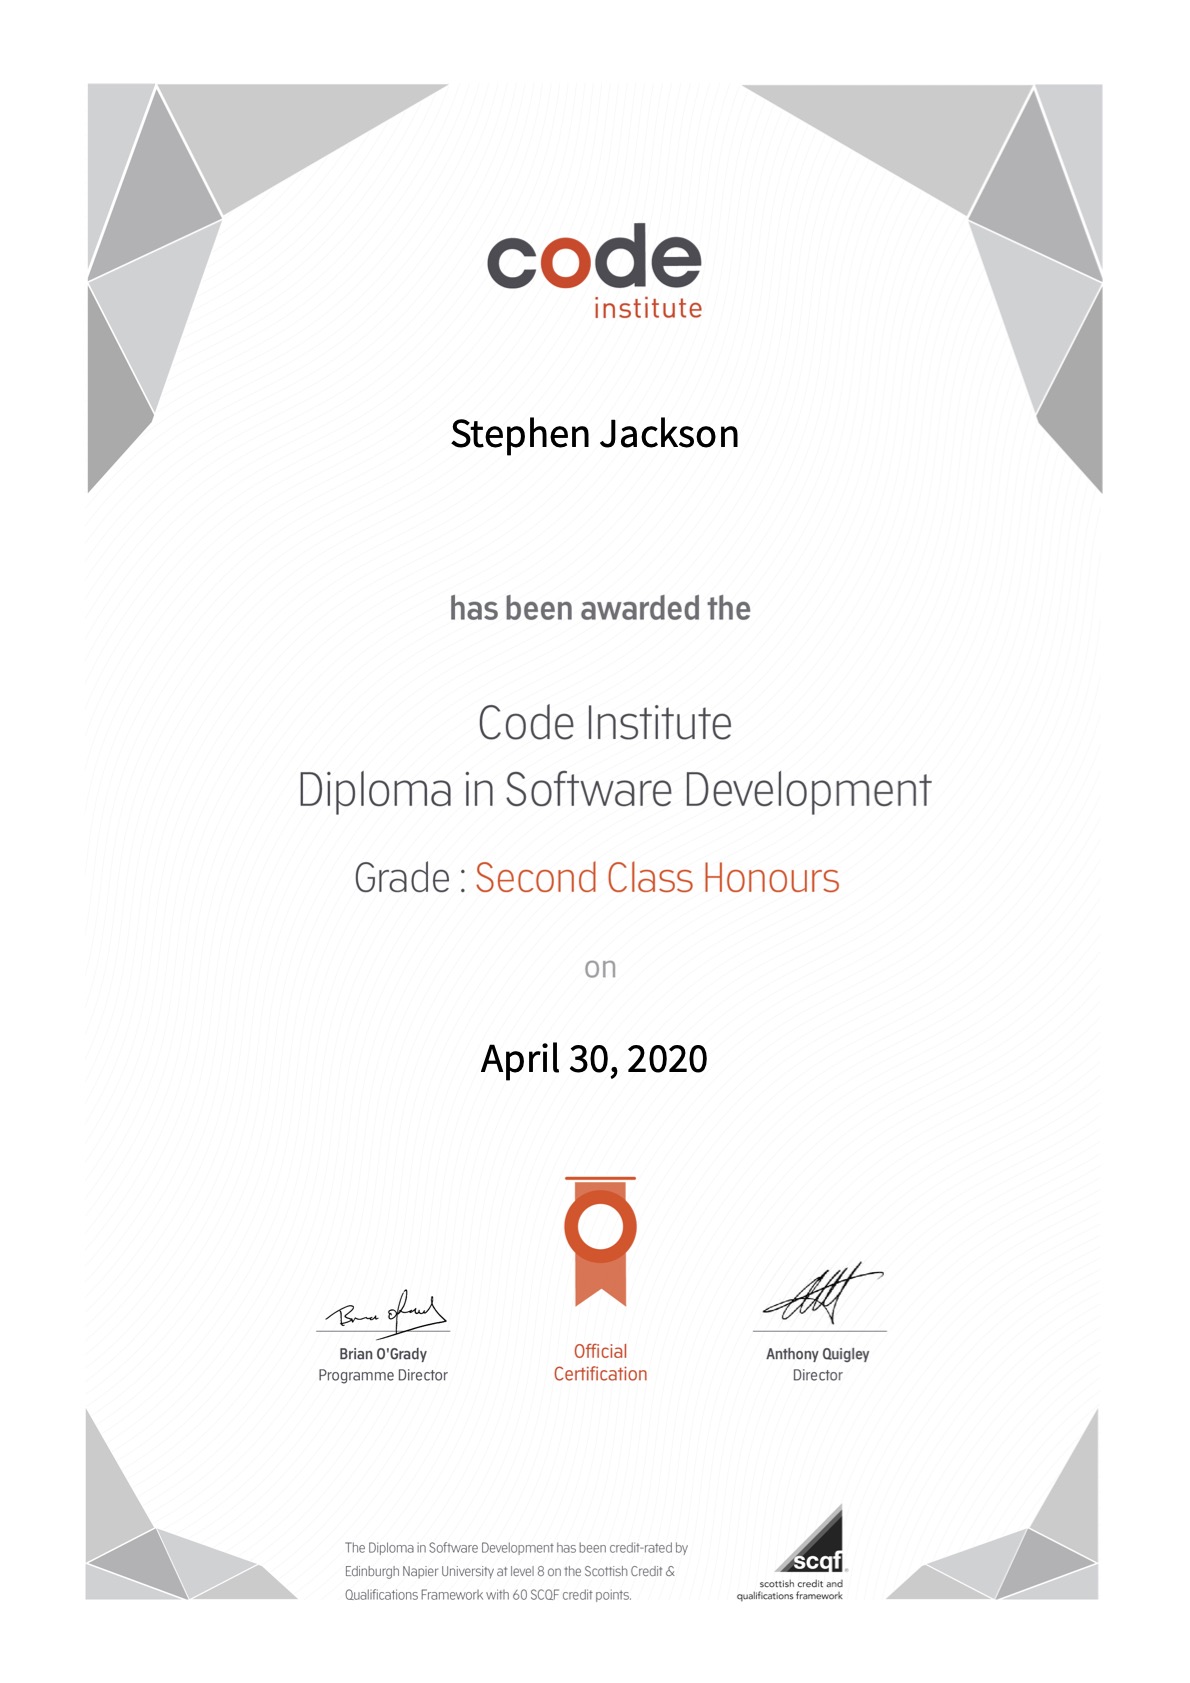 code
institute
Stephen Jackson
has been awarded the
Code Institute
Diploma in Software Development
Grade : Second Class Honours
on
April 30, 2020
Brian O'Grady
Programme Director
Official
Certification
Anthony Quigley
Director
The Diploma in Software Development has been credit-rated by
Edinburgh Napier University at level 8 on the Scottish Credit &
Qualifications Framework with 60 SCQF credit points.
scqf
scottish credit and
qualifications framework